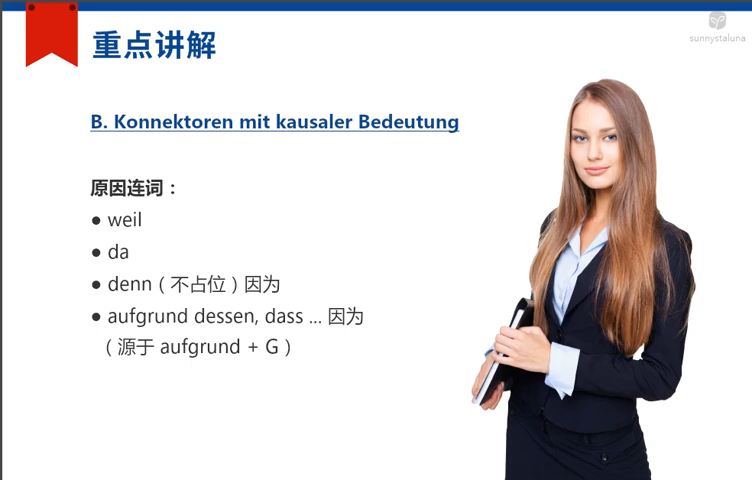 sunnystaluna
重点讲解
B. Konnektoren mit kausaler Bedeutung
原因连词：
● weil
● da
● denn（不占位）因为
● aufgrund dessen, dass ... 因为
（源于 aufgrund + G）